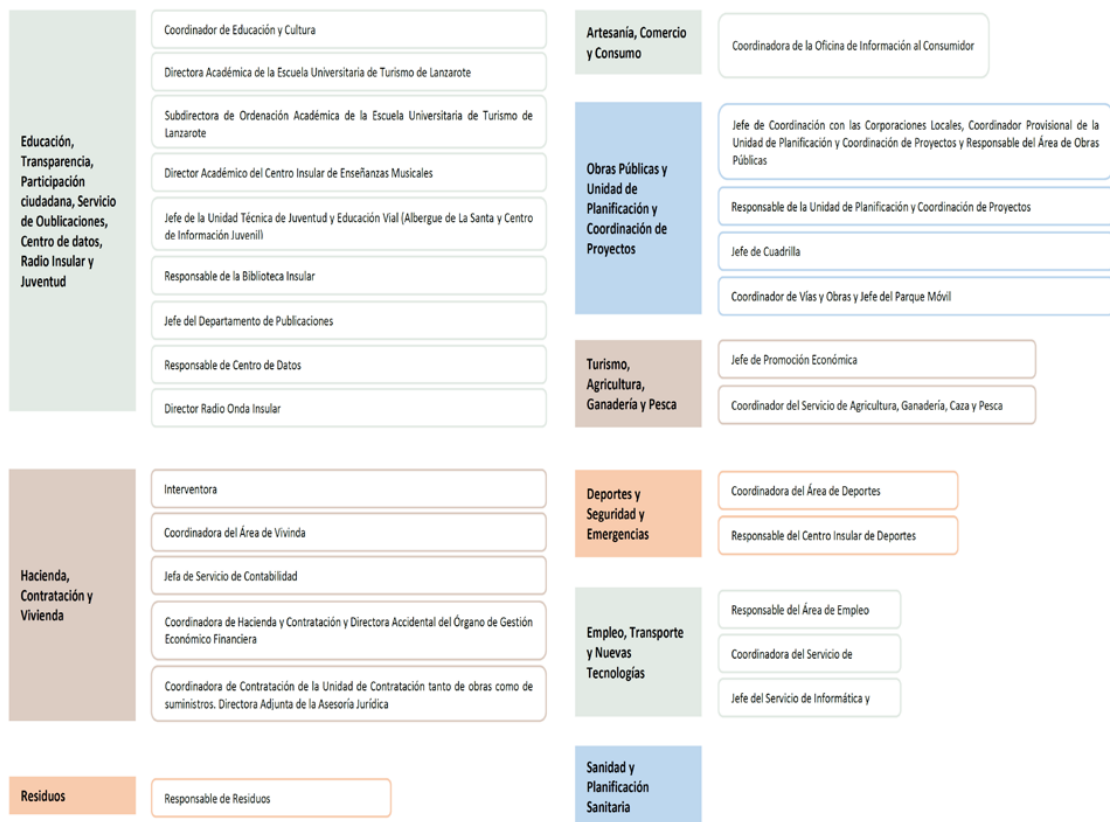 Educación,
Transparencia,
Participación
ciudadana, Servicio
de Oublicaciones,
Centro de datos,
Radio Insular y
Juventud
Coordinador de Educación y Cultura
Directora Académica de la Escuela Universitaria de Turismo de Lanzarote
Subdirectora de Ordenación Académica de la Escuela Universitaria de Turismo de
Lanzarote
Director Académico del Centro Insular de Enseñanzas Musicales
Jefe de la Unidad Técnica de Juventud y Educación Vial (Albergue de La Santa y Centro
de Información Juvenil)
Responsable de la Biblioteca Insular
Jefe del Departamento de Publicaciones
Responsable de Centro de Datos
Director Radio Onda Insular
Hacienda,
Contratación y
Vivienda
Interventora
Coordinadora del Área de Vivinda
Jefa de Servicio de Contabilidad
Coordinadora de Hacienda y Contratación y Directora Accidental del Órgano de Gestión
Económico Financiera
Coordinadora de Contratación de la Unidad de Contratación tanto de obras como de
suministros. Directora Adjunta de la Asesoría Jurídica
Residuos
Responsable de Residuos
Artesanía, Comercio
y Consumo
Coordinadora de la Oficina de Información al Consumidor
Obras Públicas y
Unidad de
Planificación y
Coordinación de
Proyectos
Jefe de Coordinación con las Corporaciones Locales, Coordinador Provisional de la
Unidad de Planificación y Coordinación de Proyectos y Responsable del Área de Obras
Públicas
Responsable de la Unidad de Planificación y Coordinación de Proyectos
Jefe de Cuadrilla
Coordinador de Vías y Obras y Jefe del Parque Móvil
Turismo,
Agricultura,
Ganadería y Pesca
Jefe de Promoción Económica
Coordinador del Servicio de Agricultura, Ganadería, Caza y Pesca
Deportes y
Seguridad y
Emergencias
Coordinadora del Área de Deportes
Responsable del Centro Insular de Deportes
Empleo, Transporte
y Nuevas
Tecnologías
Responsable del Área de Empleo
Coordinadora del Servicio de
Jefe del Servicio de Informática y
Sanidad y
Planificación
Sanitaria